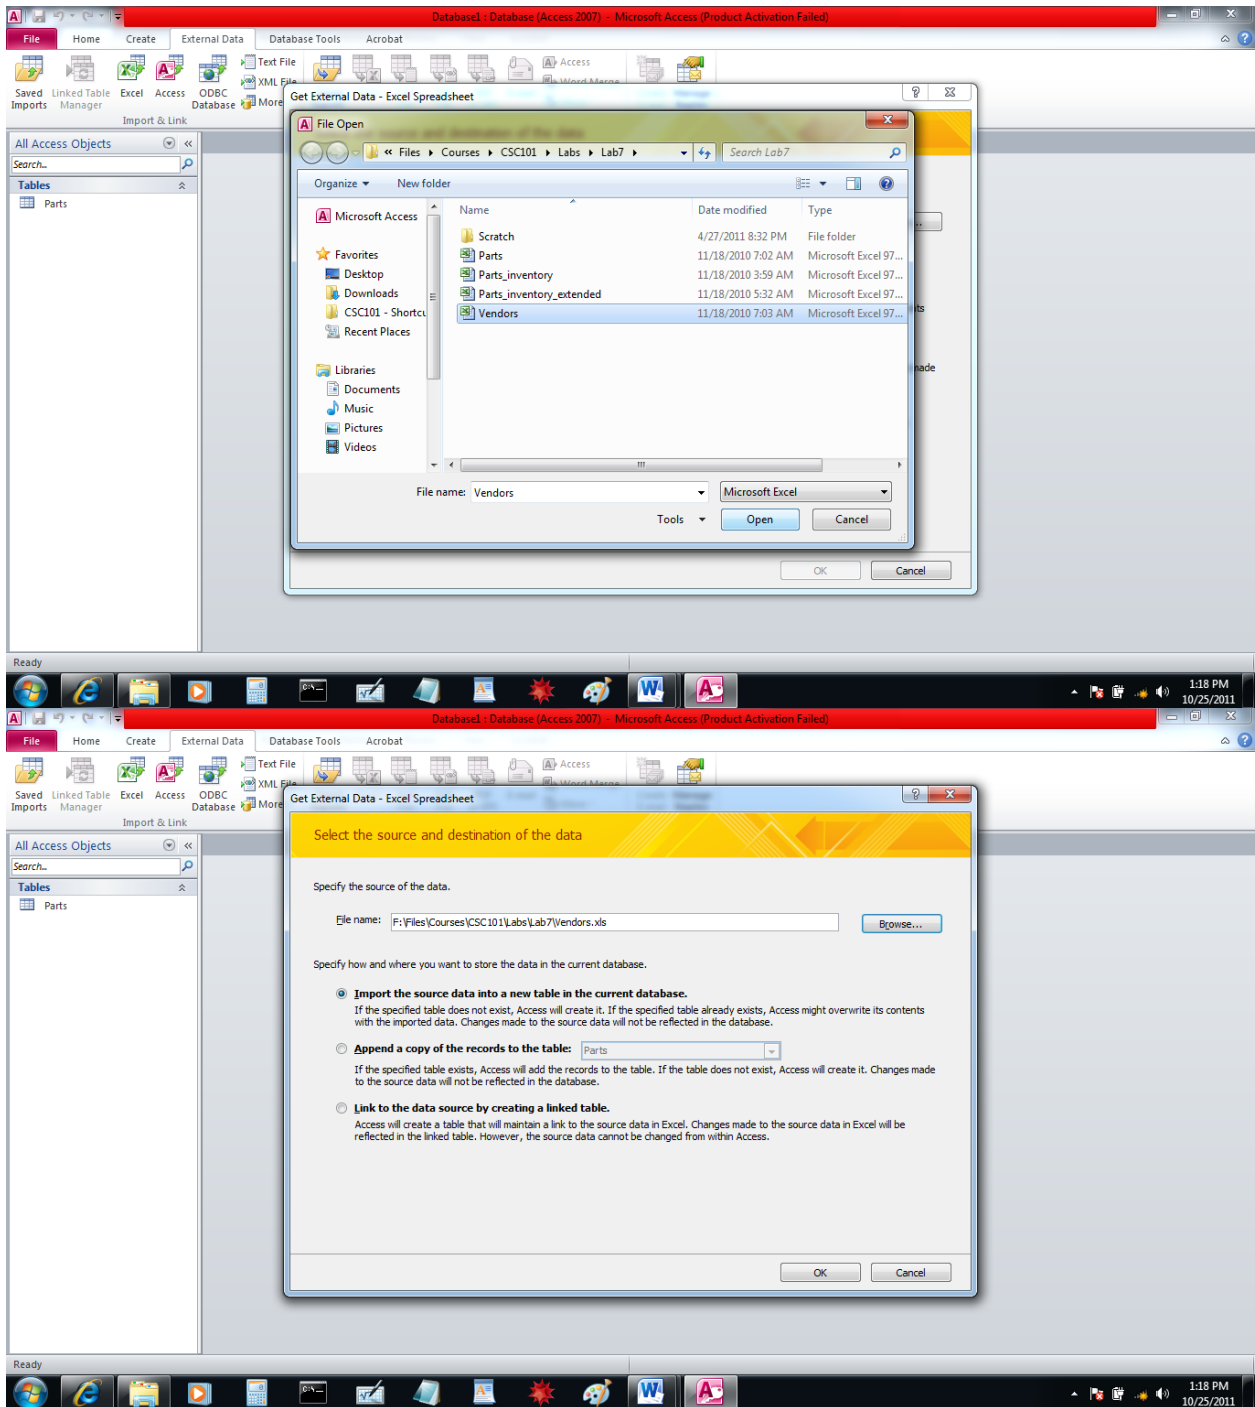 Database1 : Database (Access 2007) - Microsoft Access (Product Activation Failed)
File Home Create External Data Database Tools Acrobat
Text File
Access
XML File
Word Merge
Saved Imports
Linked Table Manager
Excel
Access
ODBC Database
More
Import & Link
Get External Data - Excel Spreadsheet
All Access Objects
Search...
Tables
Parts
File Open
« Files Courses CSC101 Labs Lab7
Search Lab7
Organize New folder
Microsoft Access
Favorites
Desktop
Downloads
CSC101 - Shortcu
Recent Places
Libraries
Documents
Music
Pictures
Videos
Name Date modified Type
Scratch 4/27/2011 8:32 PM File folder
Parts 11/18/2010 7:02 AM Microsoft Excel 97...
Parts_inventory 11/18/2010 3:59 AM Microsoft Excel 97...
Parts_inventory_extended 11/18/2010 5:32 AM Microsoft Excel 97...
Vendors 11/18/2010 7:03 AM Microsoft Excel 97...
File name: Vendors Microsoft Excel
Tools Open Cancel
OK Cancel
Ready
1:18 PM
10/25/2011
Database1 : Database (Access 2007) - Microsoft Access (Product Activation Failed)
File Home Create External Data Database Tools Acrobat
Text File
Access
XML File
Word Merge
Saved Imports
Linked Table Manager
Excel
Access
ODBC Database
More
Import & Link
Get External Data - Excel Spreadsheet
All Access Objects
Search...
Tables
Parts
Select the source and destination of the data
Specify the source of the data.
File name: F:\Files\Courses\CSC101\Labs\Lab7\Vendors.xls Browse...
Specify how and where you want to store the data in the current database.
Import the source data into a new table in the current database.
If the specified table does not exist, Access will create it. If the specified table already exists, Access might overwrite its contents
with the imported data. Changes made to the source data will not be reflected in the database.
Append a copy of the records to the table: Parts
If the specified table exists, Access will add the records to the table. If the table does not exist, Access will create it. Changes made
to the source data will not be reflected in the database.
Link to the data source by creating a linked table.
Access will create a table that will maintain a link to the source data in Excel. Changes made to the source data in Excel will be
reflected in the linked table. However, the source data cannot be changed from within Access.
OK Cancel
Ready
1:18 PM
10/25/2011